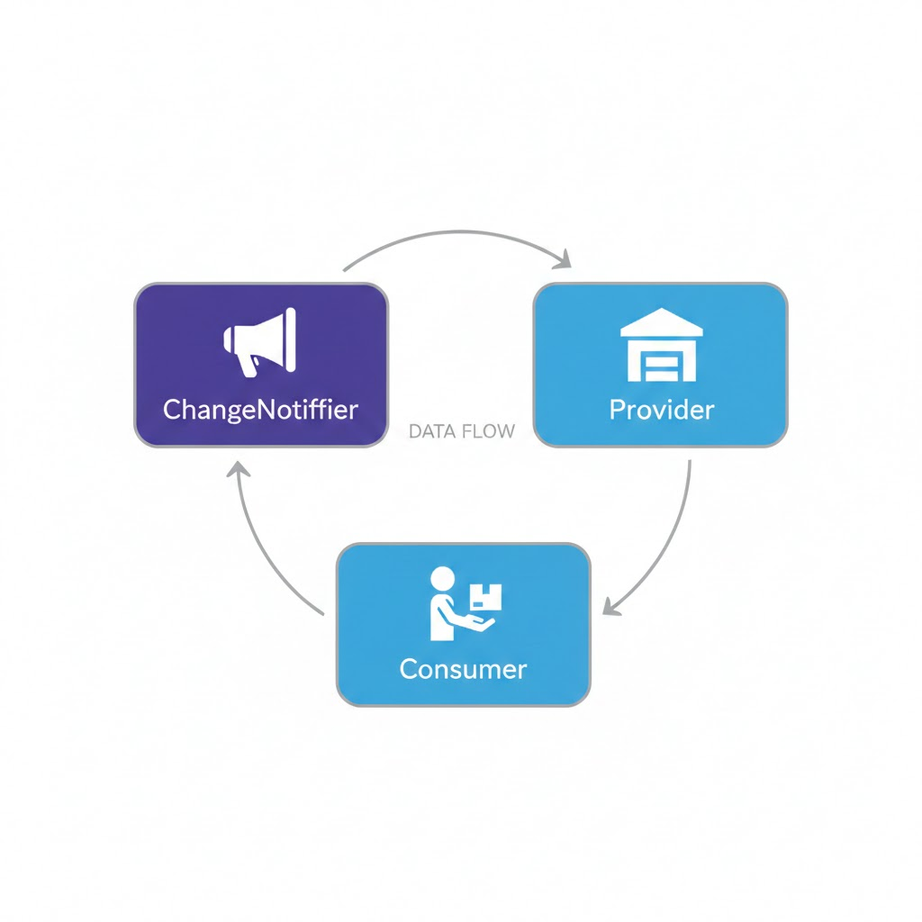 ChangeNotiffier
Provider
DATA FLOW
Consumer